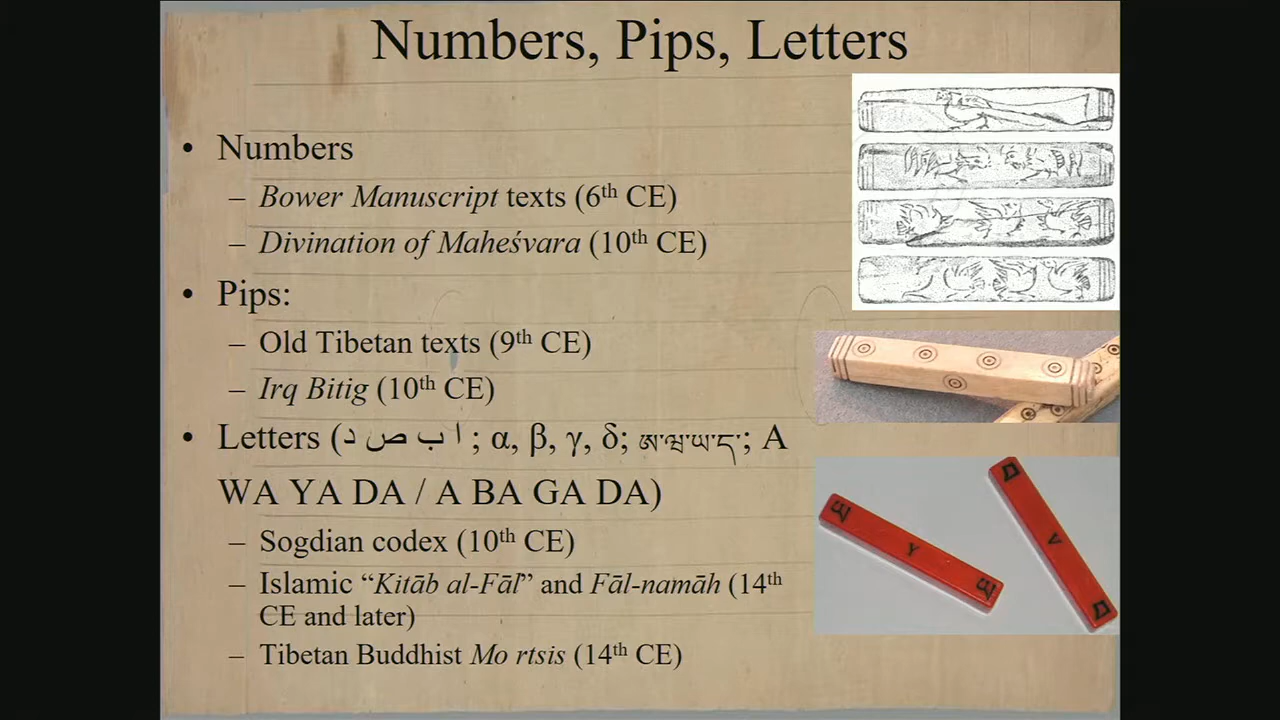 Numbers, Pips, Letters
• Numbers
– Bower Manuscript texts (6th CE)
– Divination of Maheśvara (10th CE)
• Pips:
– Old Tibetan texts (9th CE)
– Irq Bitig (10th CE)
• Letters (ا ب ص د ; α, β, γ, δ; ཨ་ཝ་ཡ་ད་; A
WA YA DA / A BA GA DA)
– Sogdian codex (10th CE)
– Islamic “Kitāb al-Fāl” and Fāl-namāh (14th
CE and later)
– Tibetan Buddhist Mo rtsis (14th CE)